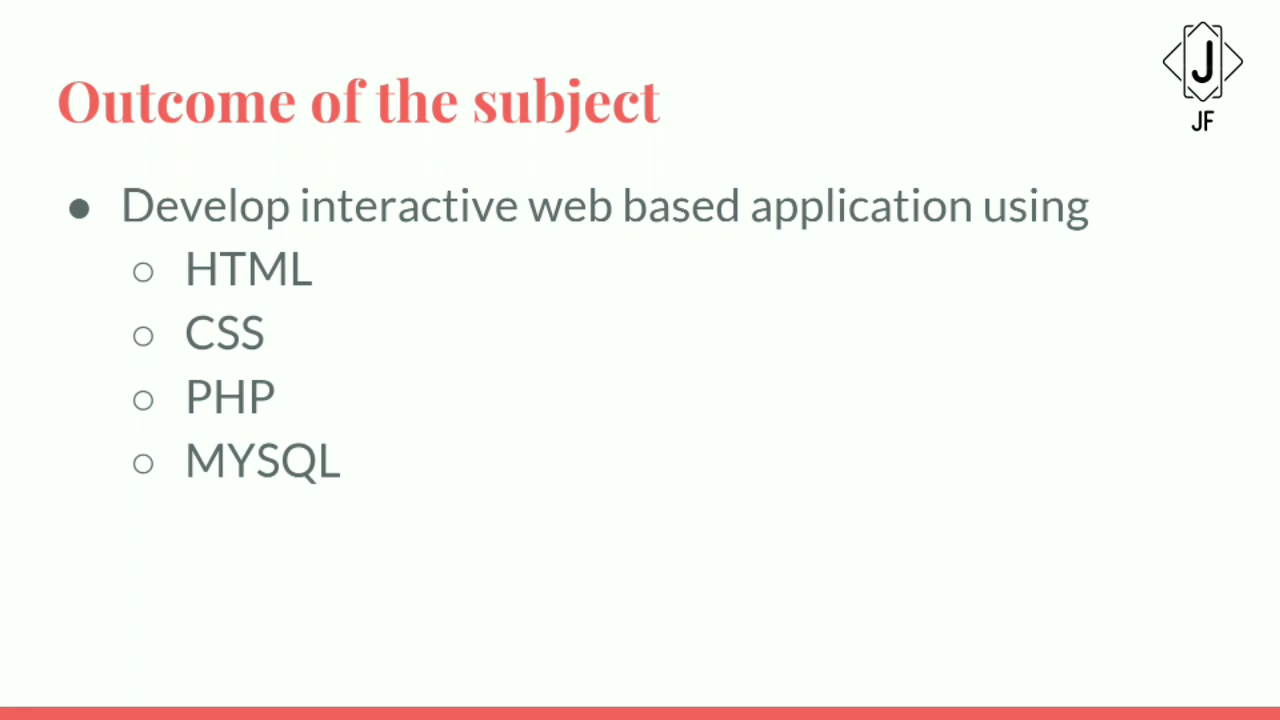 J
JF
Outcome of the subject
● Develop interactive web based application using
○ HTML
○ CSS
○ PHP
○ MYSQL